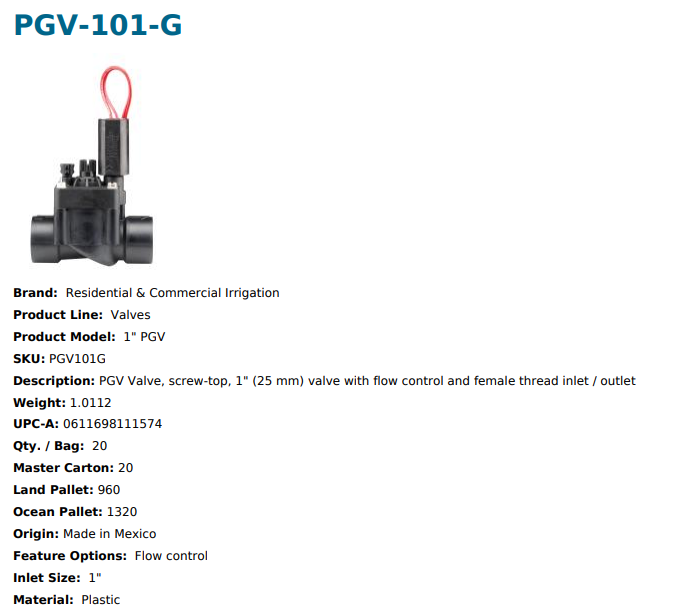 PGV-101-G
Brand: Residential & Commercial Irrigation
Product Line: Valves
Product Model: 1" PGV
SKU: PGV101G
Description: PGV Valve, screw-top, 1" (25 mm) valve with flow control and female thread inlet / outlet
Weight: 1.0112
UPC-A: 0611698111574
Qty. / Bag: 20
Master Carton: 20
Land Pallet: 960
Ocean Pallet: 1320
Origin: Made in Mexico
Feature Options: Flow control
Inlet Size: 1"
Material: Plastic